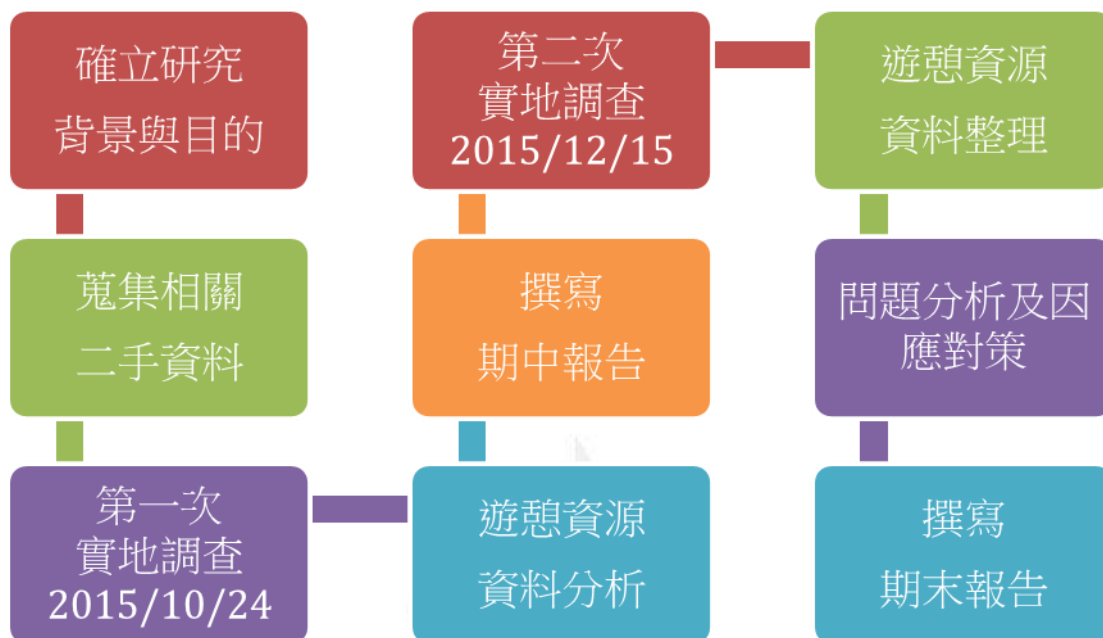 確立研究
背景與目的
蒐集相關
二手資料
第一次
實地調查
2015/10/24
遊憩資源
資料分析
撰寫
期中報告
第二次
實地調查
2015/12/15
遊憩資源
資料整理
問題分析及因
應對策
撰寫
期末報告